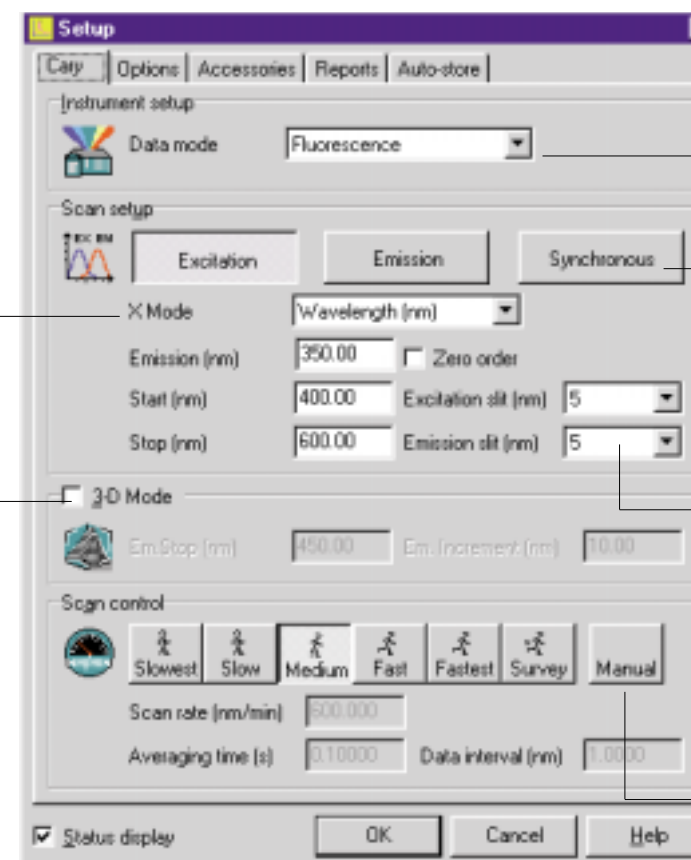 Setup
Cary Options Accessories Reports Auto-store
Instrument setup
Data mode Fluorescence
Scan setup
EX EM
Excitation Emission Synchronous
X Mode Wavelength (nm)
Emission (nm) 350.00 Zero order
Start (nm) 400.00 Excitation slit (nm) 5
Stop (nm) 600.00 Emission slit (nm) 5
3-D Mode
Em.Stop (nm) 450.00 Em. Increment (nm) 10.00
Scan control
Slowest Slow Medium Fast Fastest Survey Manual
Scan rate (nm/min) 600.000
Averaging time (s) 0.10000 Data interval (nm) 1.0000
Status display OK Cancel Help